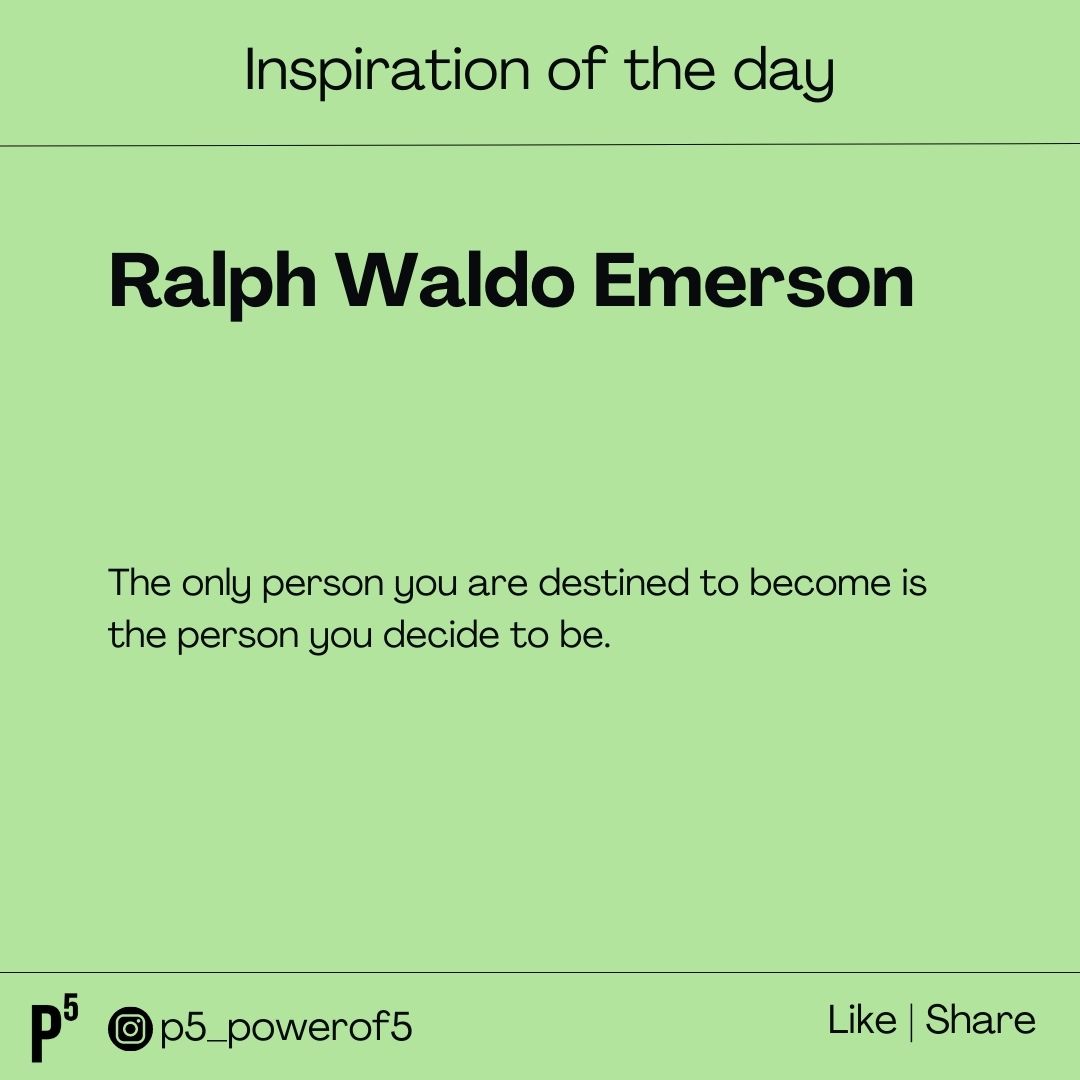 Inspiration of the day
Ralph Waldo Emerson
The only person you are destined to become is
the person you decide to be.
P5 p5_powerof5
Like | Share